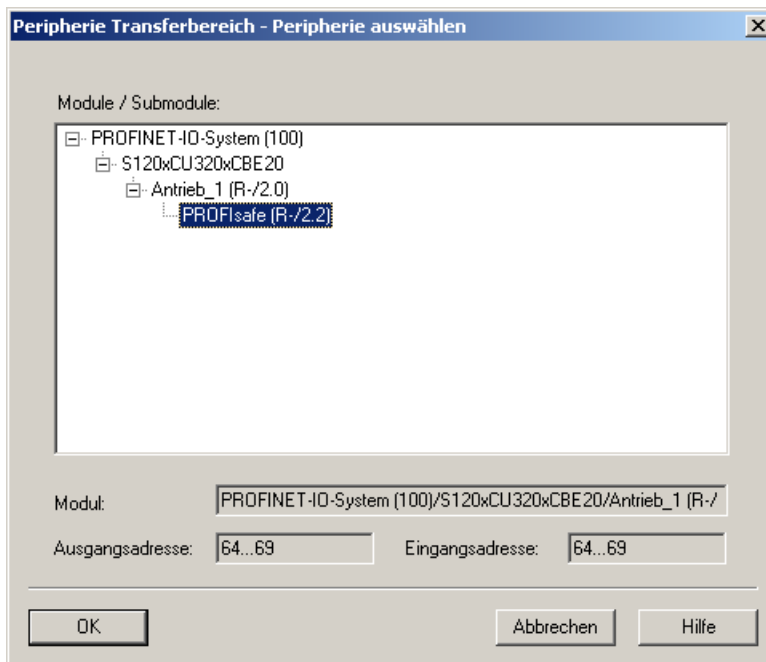 Peripherie Transferbereich - Peripherie auswählen
Module / Submodule:
PROFINET-IO-System (100)
S120xCU320xCBE20
Antrieb_1 (R-/2.0)
PROFIsafe (R-/2.2)
Modul: PROFINET-IO-System (100)/S120xCU320xCBE20/Antrieb_1 (R-/
Ausgangsadresse: 64...69 Eingangsadresse: 64...69
OK Abbrechen Hilfe